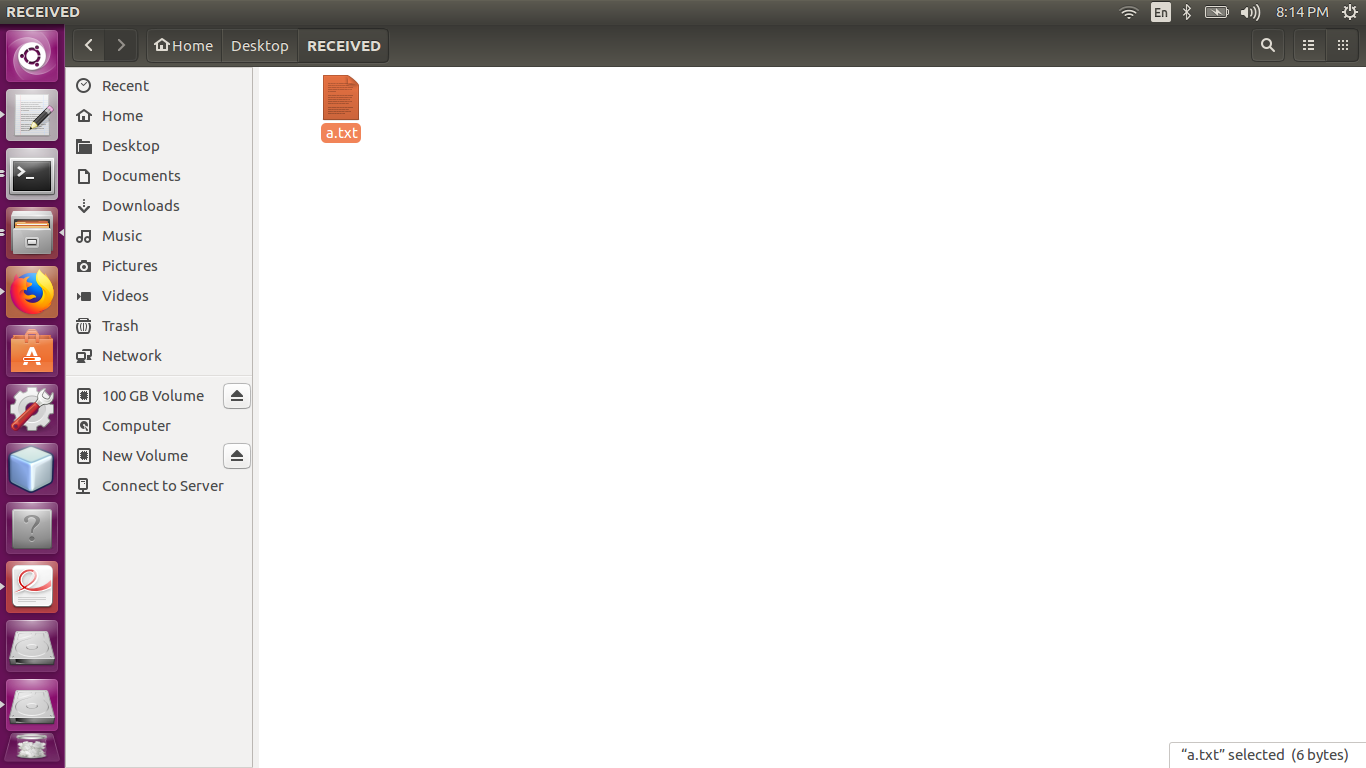 RECEIVED
En
8:14 PM
Home
Desktop
RECEIVED
Recent
Home
Desktop
Documents
Downloads
Music
Pictures
Videos
Trash
Network
100 GB Volume
Computer
New Volume
Connect to Server
a.txt
“a.txt” selected (6 bytes)